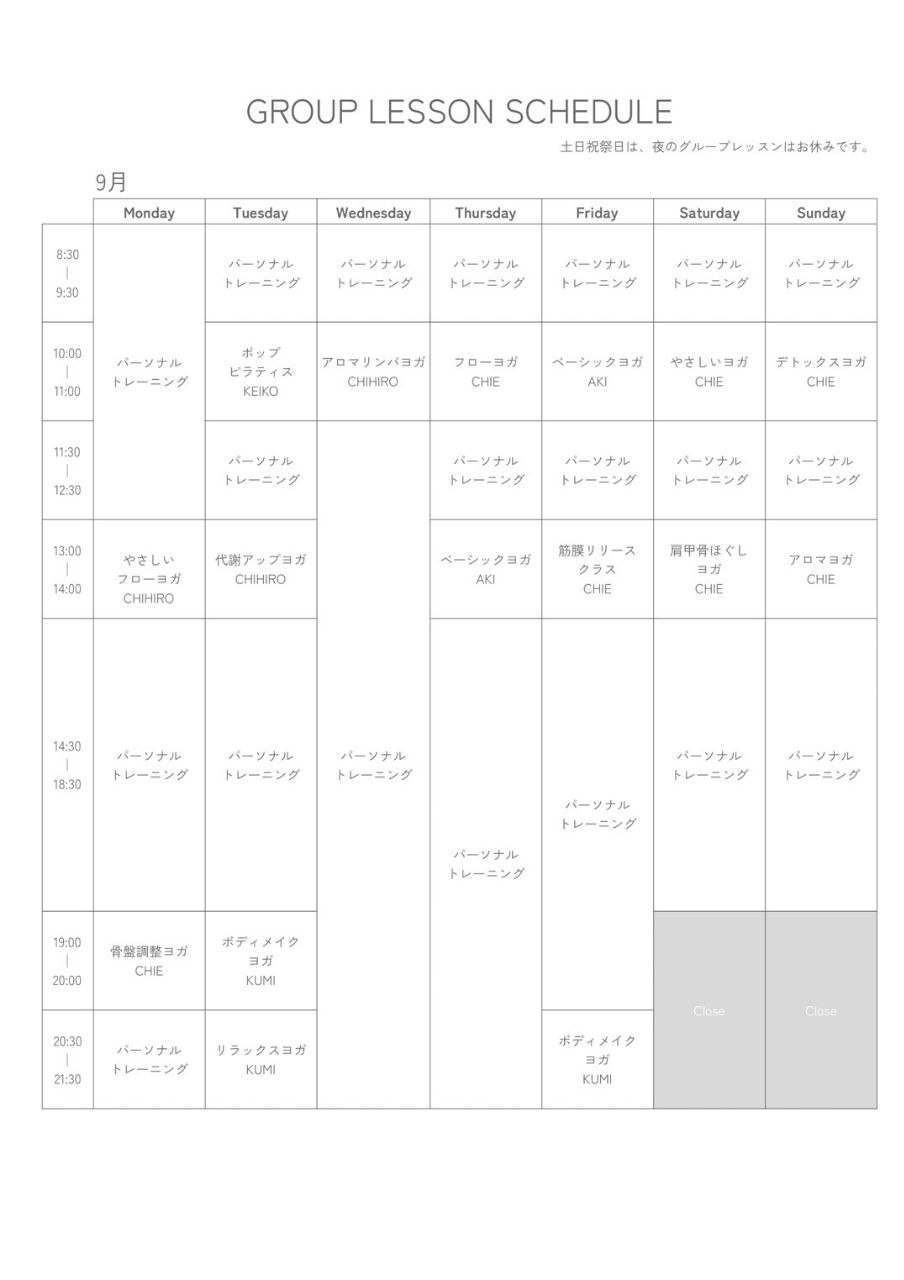 GROUP LESSON SCHEDULE
土日祝祭日は、夜のグループレッスンはお休みです。
9月
Monday Tuesday Wednesday Thursday Friday Saturday Sunday
8:30
|
9:30
パーソナル
トレーニング
パーソナル
トレーニング
パーソナル
トレーニング
パーソナル
トレーニング
パーソナル
トレーニング
パーソナル
トレーニング
10:00
|
11:00
パーソナル
トレーニング
ポップ
ピラティス
KEIKO
アロマリンパヨガ
CHIHIRO
フローヨガ
CHIE
ベーシックヨガ
AKI
やさしいヨガ
CHIE
デトックスヨガ
CHIE
11:30
|
12:30
パーソナル
トレーニング
パーソナル
トレーニング
パーソナル
トレーニング
パーソナル
トレーニング
パーソナル
トレーニング
13:00
|
14:00
やさしい
フローヨガ
CHIHIRO
代謝アップヨガ
CHIHIRO
ベーシックヨガ
AKI
筋膜リリース
クラス
CHIE
肩甲骨ほぐし
ヨガ
CHIE
アロマヨガ
CHIE
14:30
|
18:30
パーソナル
トレーニング
パーソナル
トレーニング
パーソナル
トレーニング
パーソナル
トレーニング
パーソナル
トレーニング
パーソナル
トレーニング
パーソナル
トレーニング
19:00
|
20:00
骨盤調整ヨガ
CHIE
ボディメイク
ヨガ
KUMI
Close
Close
20:30
|
21:30
パーソナル
トレーニング
リラックスヨガ
KUMI
ボディメイク
ヨガ
KUMI